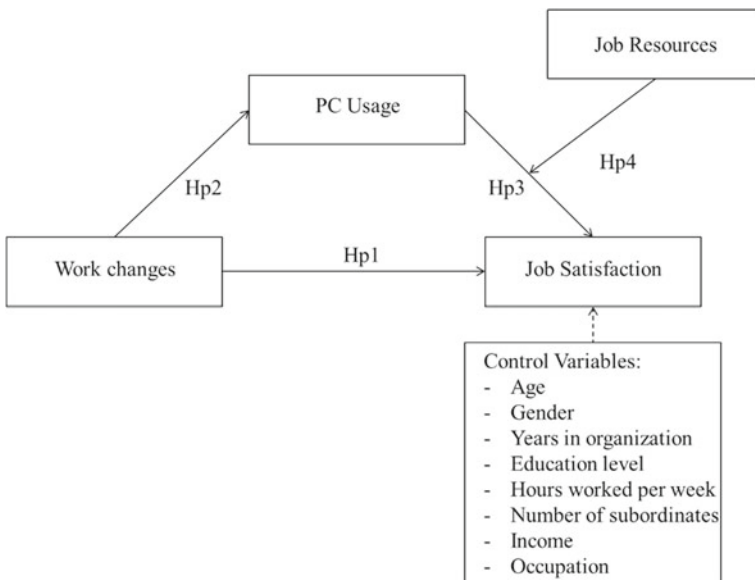 Job Resources
PC Usage
Hp4
Hp2
Hp3
Hp1
Work changes
Job Satisfaction
Control Variables:
- Age
- Gender
- Years in organization
- Education level
- Hours worked per week
- Number of subordinates
- Income
- Occupation